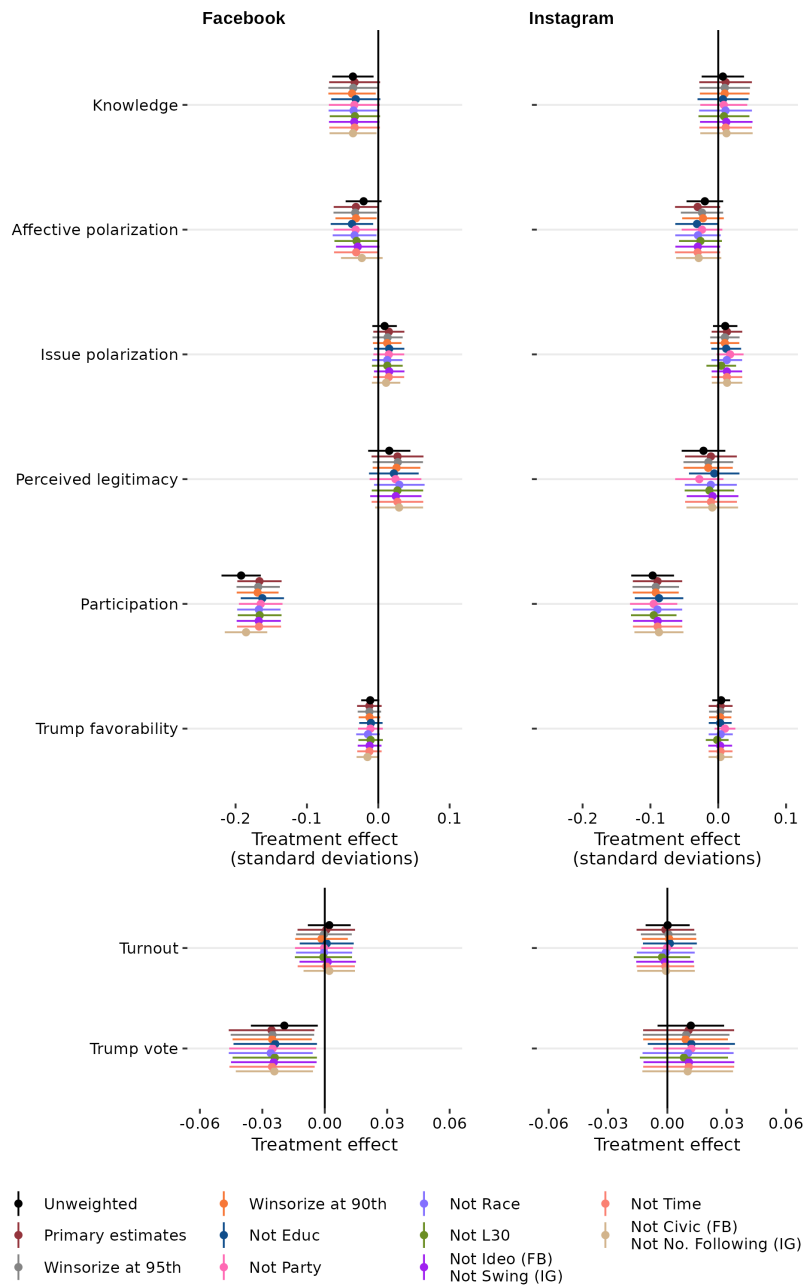 Facebook
Instagram
Knowledge
Affective polarization
Issue polarization
Perceived legitimacy
Participation
Trump favorability
-0.2 -0.1 0.0 0.1
-0.2 -0.1 0.0 0.1
Treatment effect
(standard deviations)
Treatment effect
(standard deviations)
Turnout
Trump vote
-0.06 -0.03 0.00 0.03 0.06
-0.06 -0.03 0.00 0.03 0.06
Treatment effect
Treatment effect
Unweighted
Primary estimates
Winsorize at 95th
Winsorize at 90th
Not Educ
Not Party
Not Race
Not L30
Not Ideo (FB)
Not Swing (IG)
Not Time
Not Civic (FB)
Not No. Following (IG)